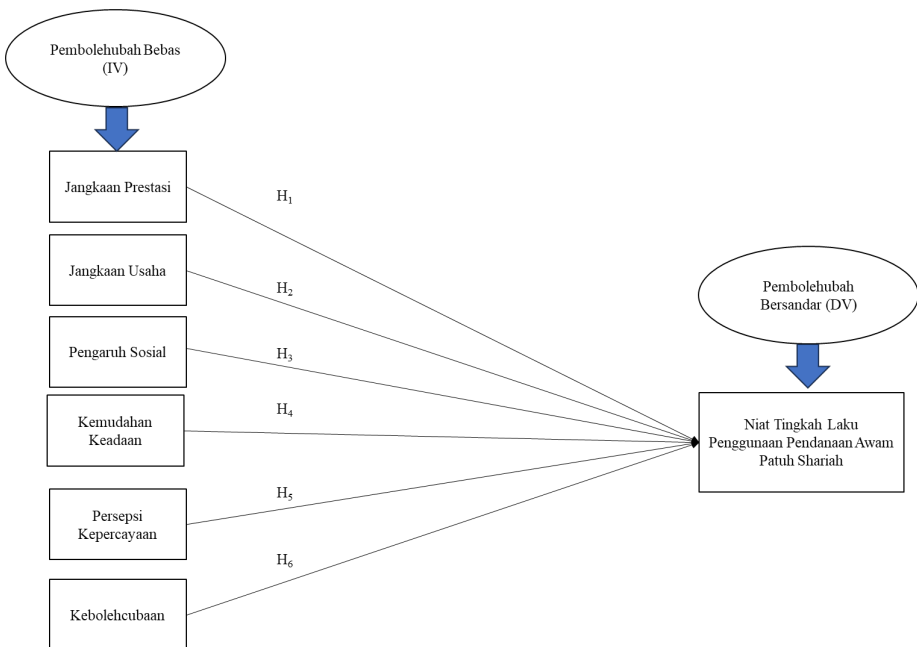 Pembolehubah Bebas
(IV)
Jangkaan Prestasi
H₁
Jangkaan Usaha
H₂
Pengaruh Sosial
H₃
Kemudahan
Keadaan
H₄
Persepsi
Kepercayaan
H₅
Kebolehcubaan
H₆
Pembolehubah
Bersandar (DV)
Niat Tingkah Laku
Penggunaan Pendanaan Awam
Patuh Shariah